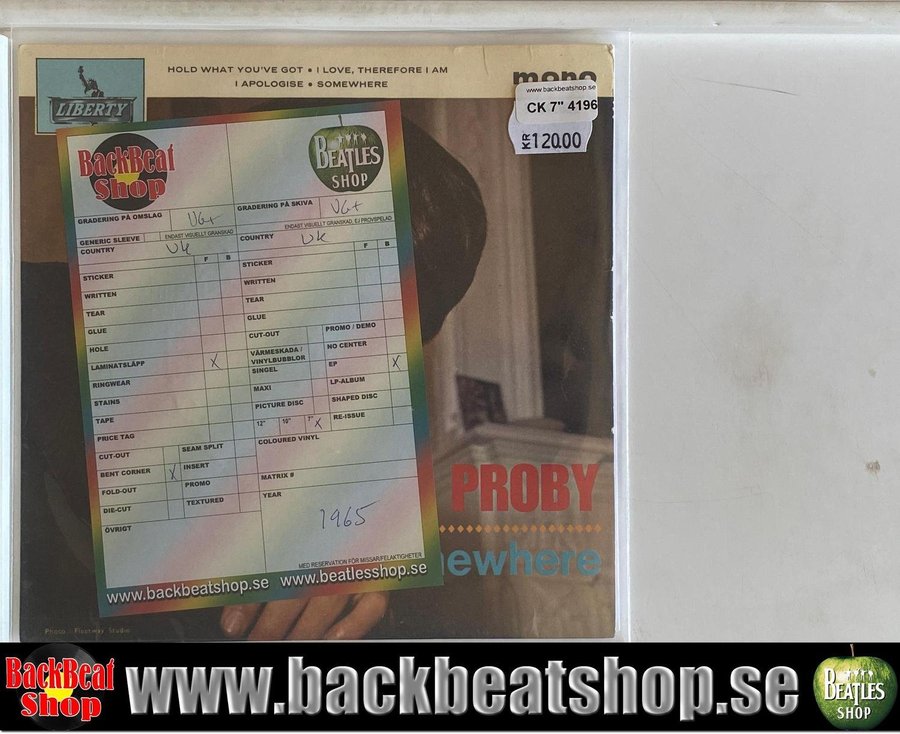 HOLD WHAT YOU'VE GOT • I LOVE, THEREFORE I AM
I APOLOGISE • SOMEWHERE
mono
LIBERTY
www.backbeatshop.se
CK 7" 4196
KR120.00
BackBeat
Shop
BEATLES
SHOP
GRADERING PÅ OMSLAG
VG+
GRADERING PÅ SKIVA
VG+
GENERIC SLEEVE
ENDAST VISUELLT GRANSKAD
ENDAST VISUELLT GRANSKAD, EJ PROVSPELAD
COUNTRY
UK
COUNTRY
UK
F B
F B
STICKER
WRITTEN
TEAR
GLUE
HOLE
LAMINATSLÄPP X
RINGWEAR
STAINS
TAPE
PRICE TAG
CUT-OUT
BENT CORNER X
FOLD-OUT
DIE-CUT
SEAM SPLIT
INSERT
PROMO
TEXTURED
ÖVRIGT
STICKER
WRITTEN
TEAR
GLUE
CUT-OUT
PROMO / DEMO
VÄRMESKADA /
VINYLBUBBLOR
NO CENTER
SINGEL
EP X
MAXI
LP-ALBUM
PICTURE DISC
SHAPED DISC
12" 10" 7" X
RE-ISSUE
COLOURED VINYL
MATRIX #
YEAR
1965
MED RESERVATION FÖR MISSAR/FELAKTIGHETER
www.backbeatshop.se www.beatlesshop.se
PROBY
ewhere
Photo: Fleetway Studio
BackBeat
Shop
www.backbeatshop.se
BEATLES
SHOP